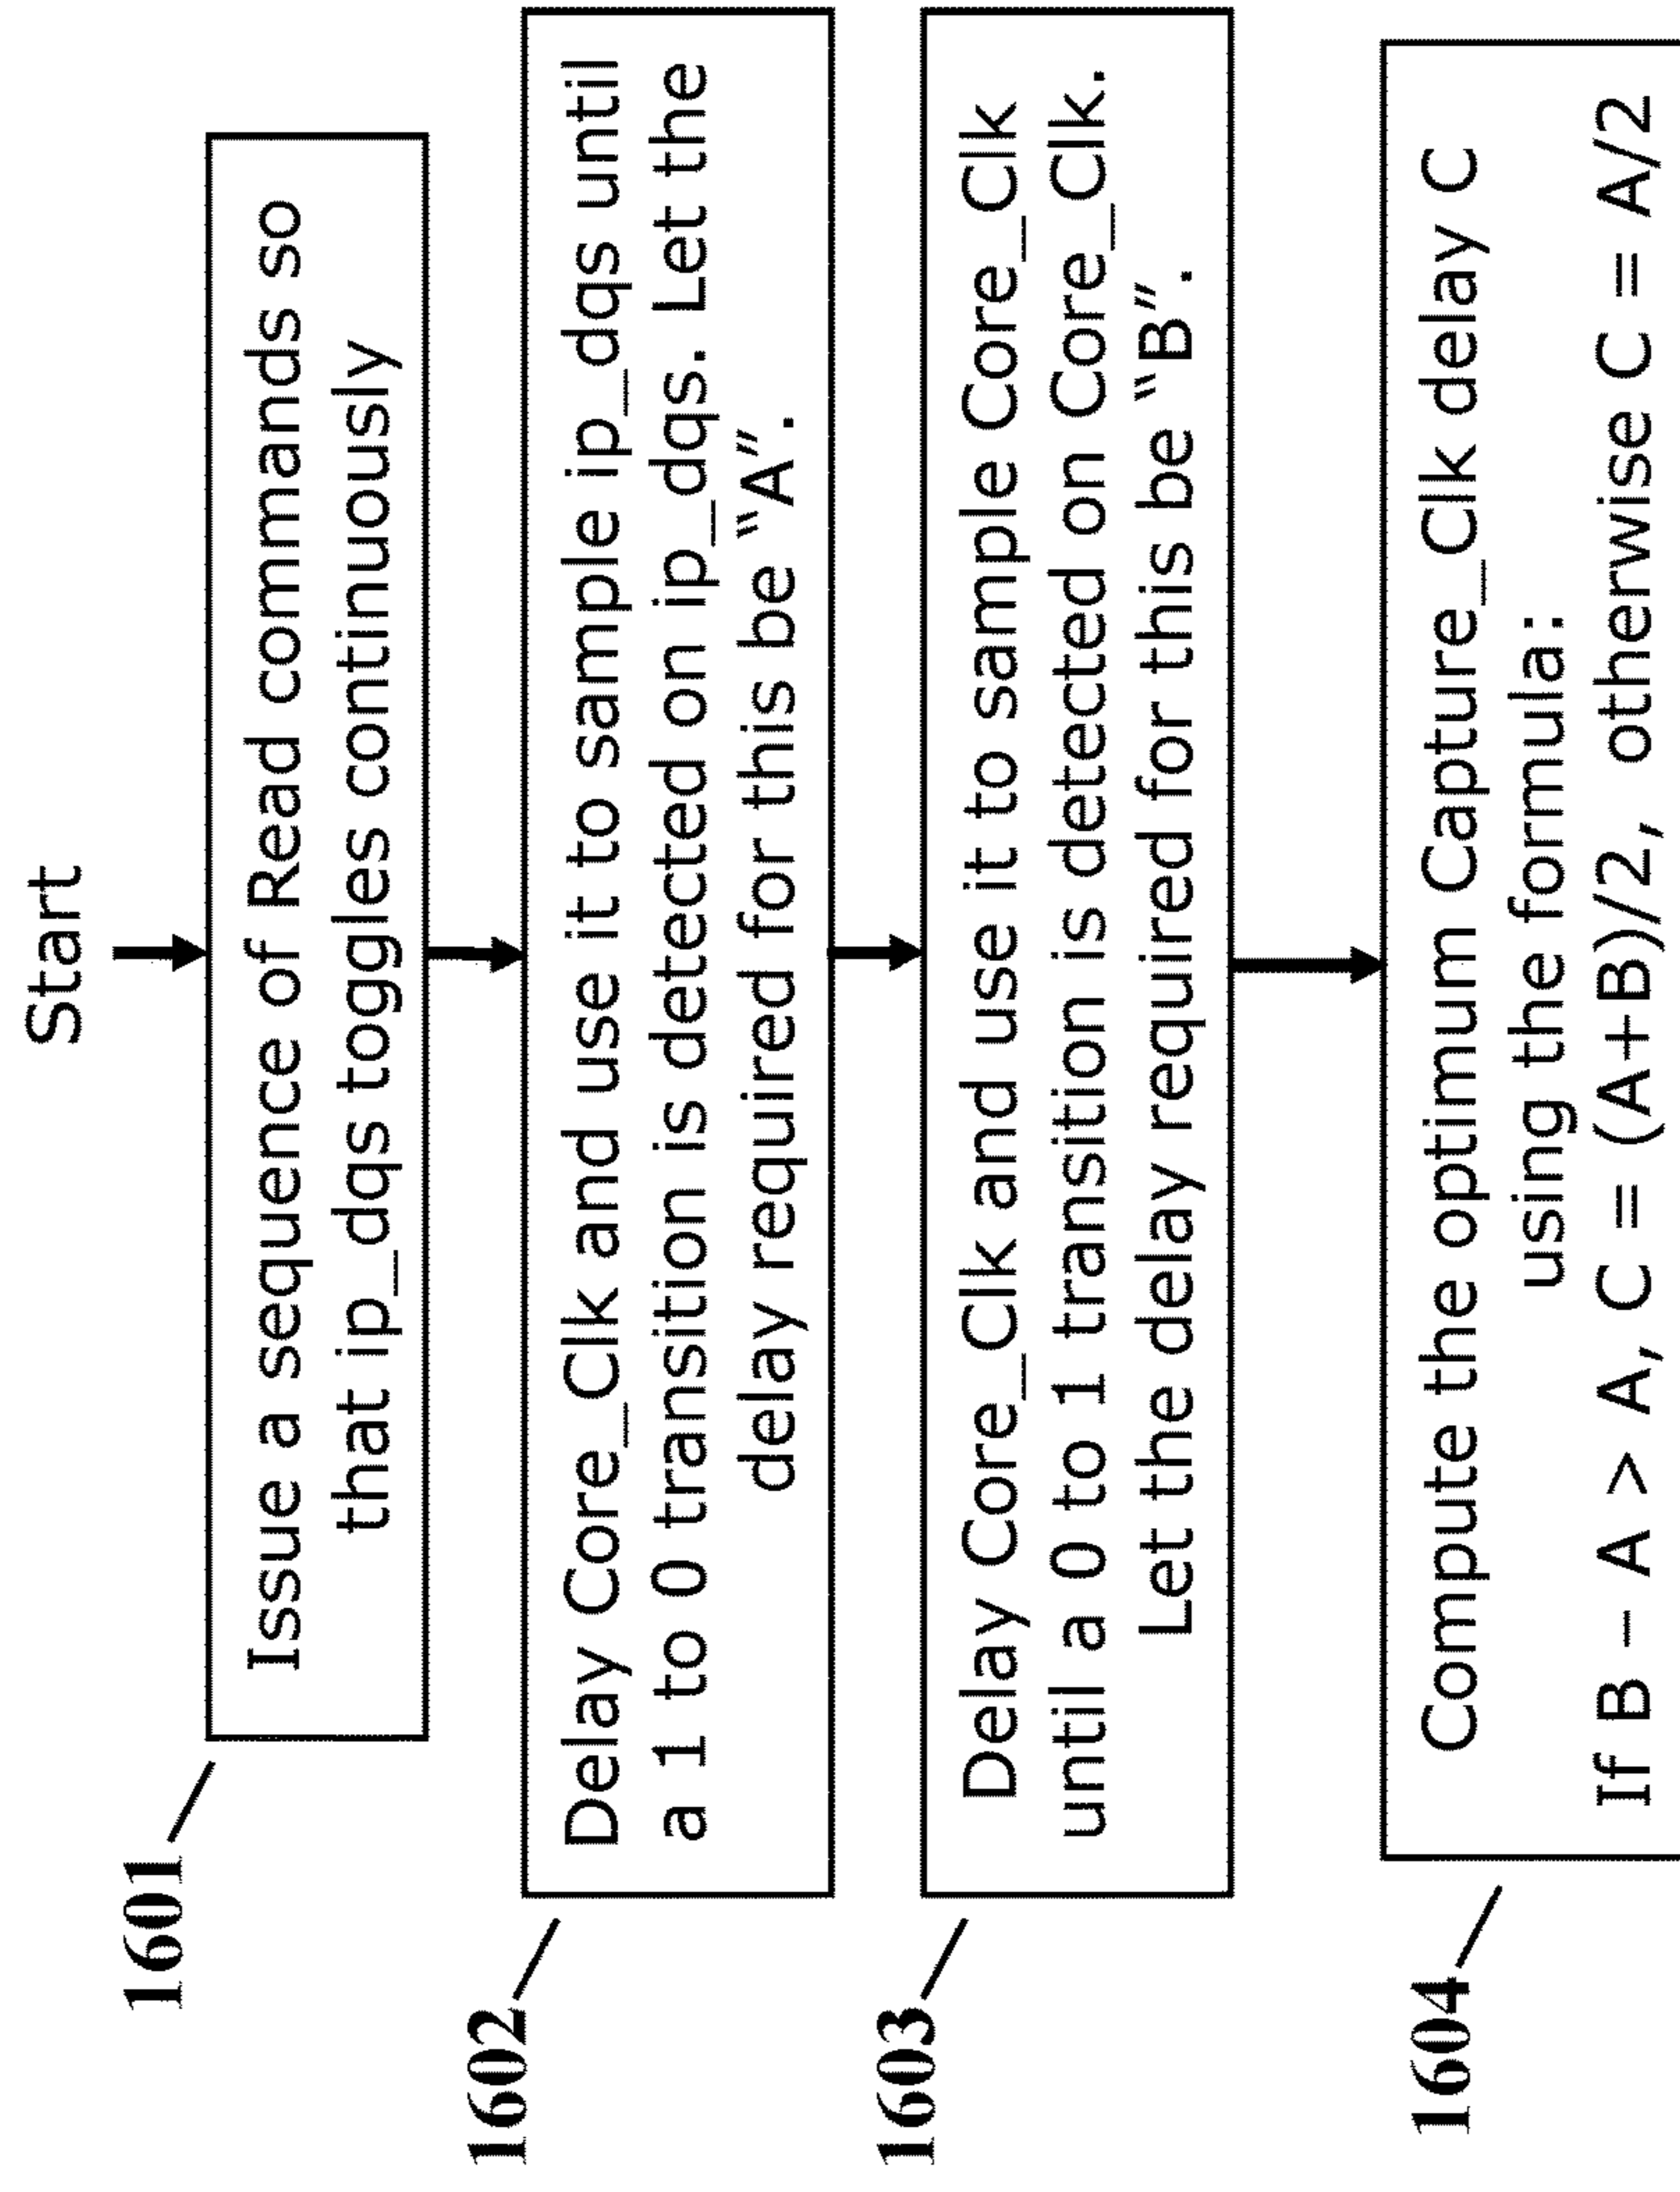 Start
1601
Issue a sequence of Read commands so
that ip_dqs toggles continuously
1602
Delay Core_Clk and use it to sample ip_dqs until
a 1 to 0 transition is detected on ip_dqs. Let the
delay required for this be “A”.
1603
Delay Core_Clk and use it to sample Core_Clk
until a 0 to 1 transition is detected on Core_Clk.
Let the delay required for this be “B”.
1604
Compute the optimum Capture_Clk delay C
using the formula:
If B – A > A, C = (A+B)/2, otherwise C = A/2